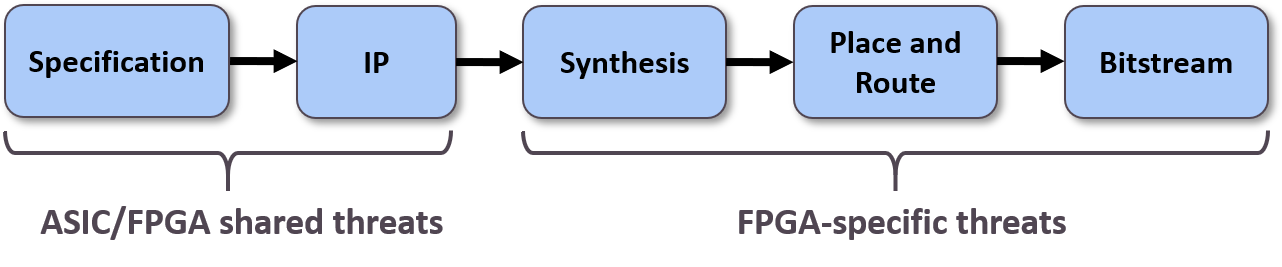 Specification
IP
Synthesis
Place and
Route
Bitstream
ASIC/FPGA shared threats
FPGA-specific threats